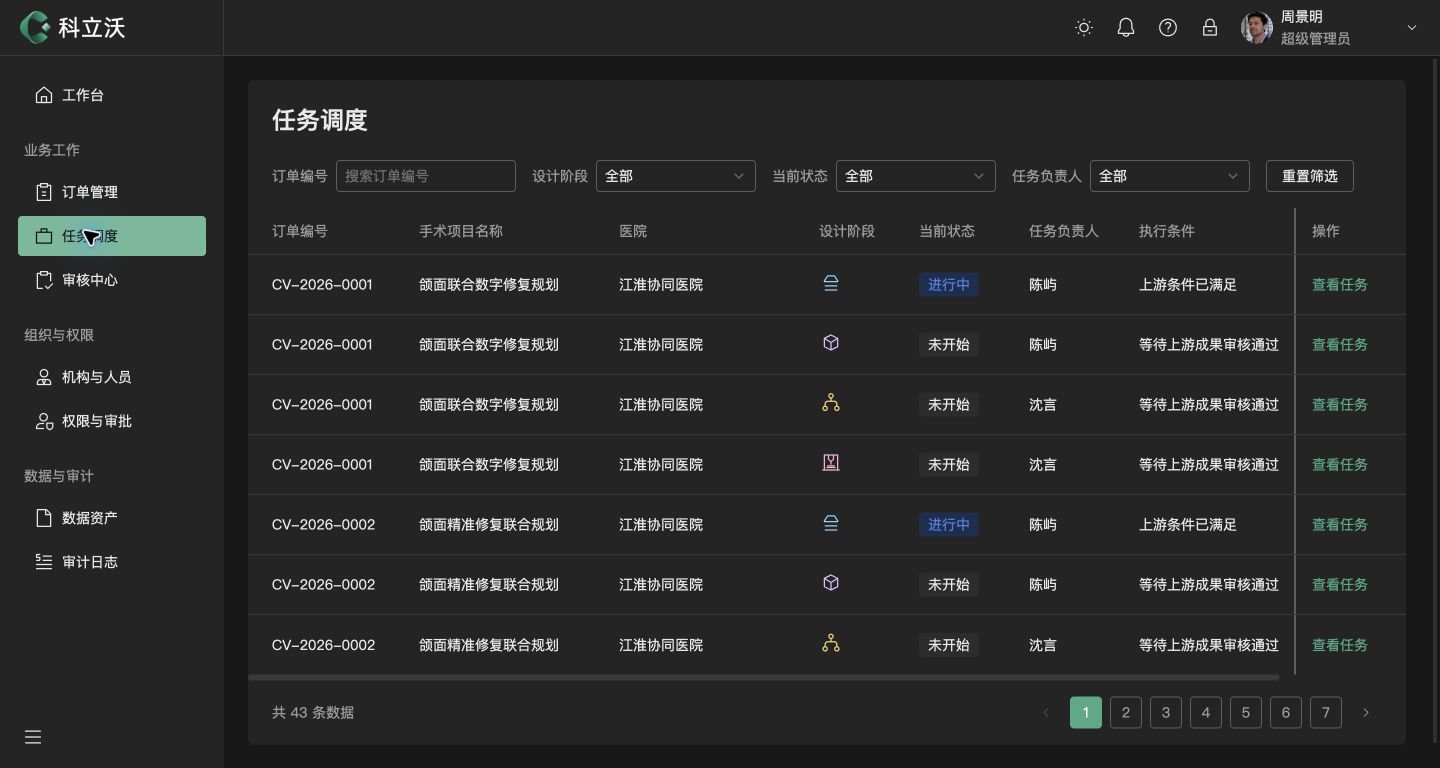 科立沃
周景明
超级管理员
工作台
业务工作
订单管理
任务调度
审核中心
组织与权限
机构与人员
权限与审批
数据与审计
数据资产
审计日志
任务调度
订单编号 搜索订单编号 设计阶段 全部 当前状态 全部 任务负责人 全部 重置筛选
订单编号 手术项目名称 医院 设计阶段 当前状态 任务负责人 执行条件 操作
CV-2026-0001 颌面联合数字修复规划 江淮协同医院 进行中 陈屿 上游条件已满足 查看任务
CV-2026-0001 颌面联合数字修复规划 江淮协同医院 未开始 陈屿 等待上游成果审核通过 查看任务
CV-2026-0001 颌面联合数字修复规划 江淮协同医院 未开始 沈言 等待上游成果审核通过 查看任务
CV-2026-0001 颌面联合数字修复规划 江淮协同医院 未开始 沈言 等待上游成果审核通过 查看任务
CV-2026-0002 颌面精准修复联合规划 江淮协同医院 进行中 陈屿 上游条件已满足 查看任务
CV-2026-0002 颌面精准修复联合规划 江淮协同医院 未开始 陈屿 等待上游成果审核通过 查看任务
CV-2026-0002 颌面精准修复联合规划 江淮协同医院 未开始 沈言 等待上游成果审核通过 查看任务
共 43 条数据 1 2 3 4 5 6 7